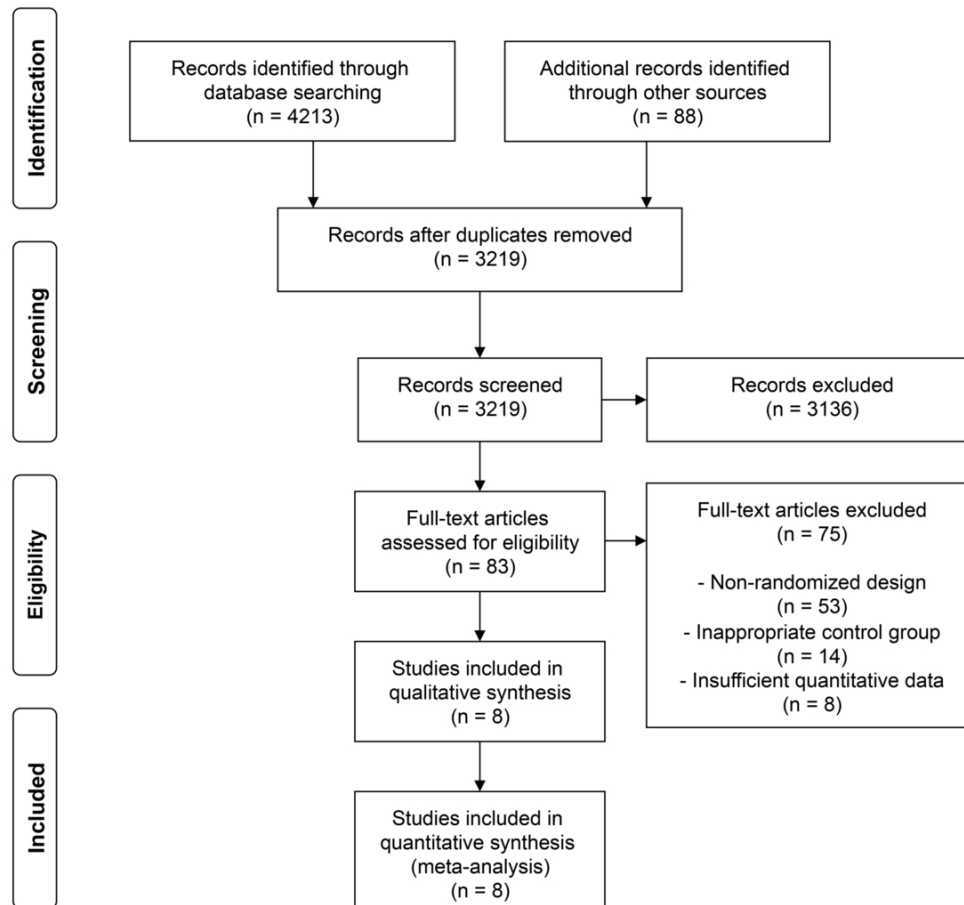 Identification
Records identified through
database searching
(n = 4213)
Additional records identified
through other sources
(n = 88)
Records after duplicates removed
(n = 3219)
Screening
Records screened
(n = 3219)
Records excluded
(n = 3136)
Eligibility
Full-text articles
assessed for eligibility
(n = 83)
Full-text articles excluded
(n = 75)
- Non-randomized design
(n = 53)
- Inappropriate control group
(n = 14)
- Insufficient quantitative data
(n = 8)
Studies included in
qualitative synthesis
(n = 8)
Included
Studies included in
quantitative synthesis
(meta-analysis)
(n = 8)